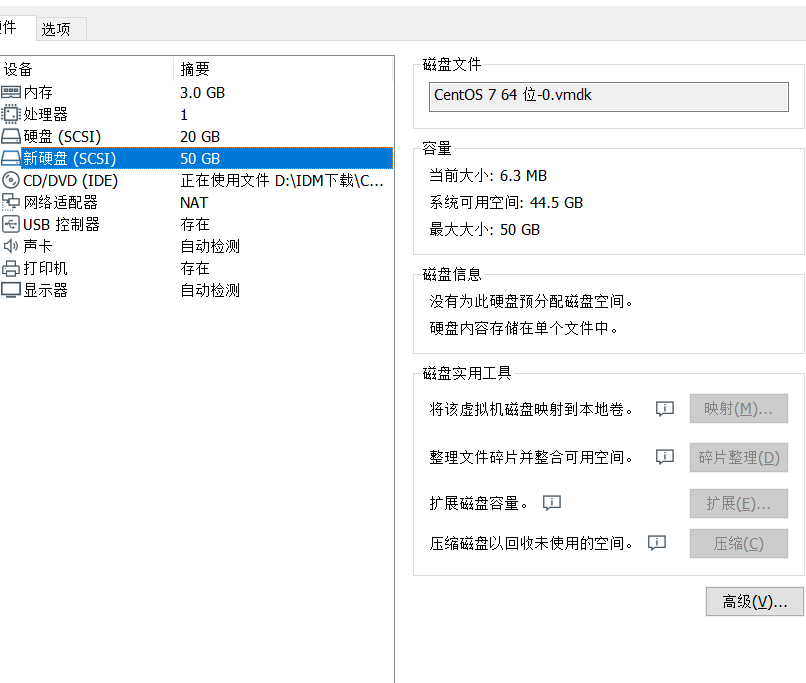 件
选项
设备 摘要
内存 3.0 GB
处理器 1
硬盘 (SCSI) 20 GB
新硬盘 (SCSI) 50 GB
CD/DVD (IDE) 正在使用文件 D:\IDM下载\C...
网络适配器 NAT
USB 控制器 存在
声卡 自动检测
打印机 存在
显示器 自动检测
磁盘文件
CentOS 7 64 位-0.vmdk
容量
当前大小: 6.3 MB
系统可用空间: 44.5 GB
最大大小: 50 GB
磁盘信息
没有为此硬盘预分配磁盘空间。
硬盘内容存储在单个文件中。
磁盘实用工具
将该虚拟机磁盘映射到本地卷。 映射(M)...
整理文件碎片并整合可用空间。 碎片整理(D)
扩展磁盘容量。 扩展(E)...
压缩磁盘以回收未使用的空间。 压缩(C)
高级(V)...